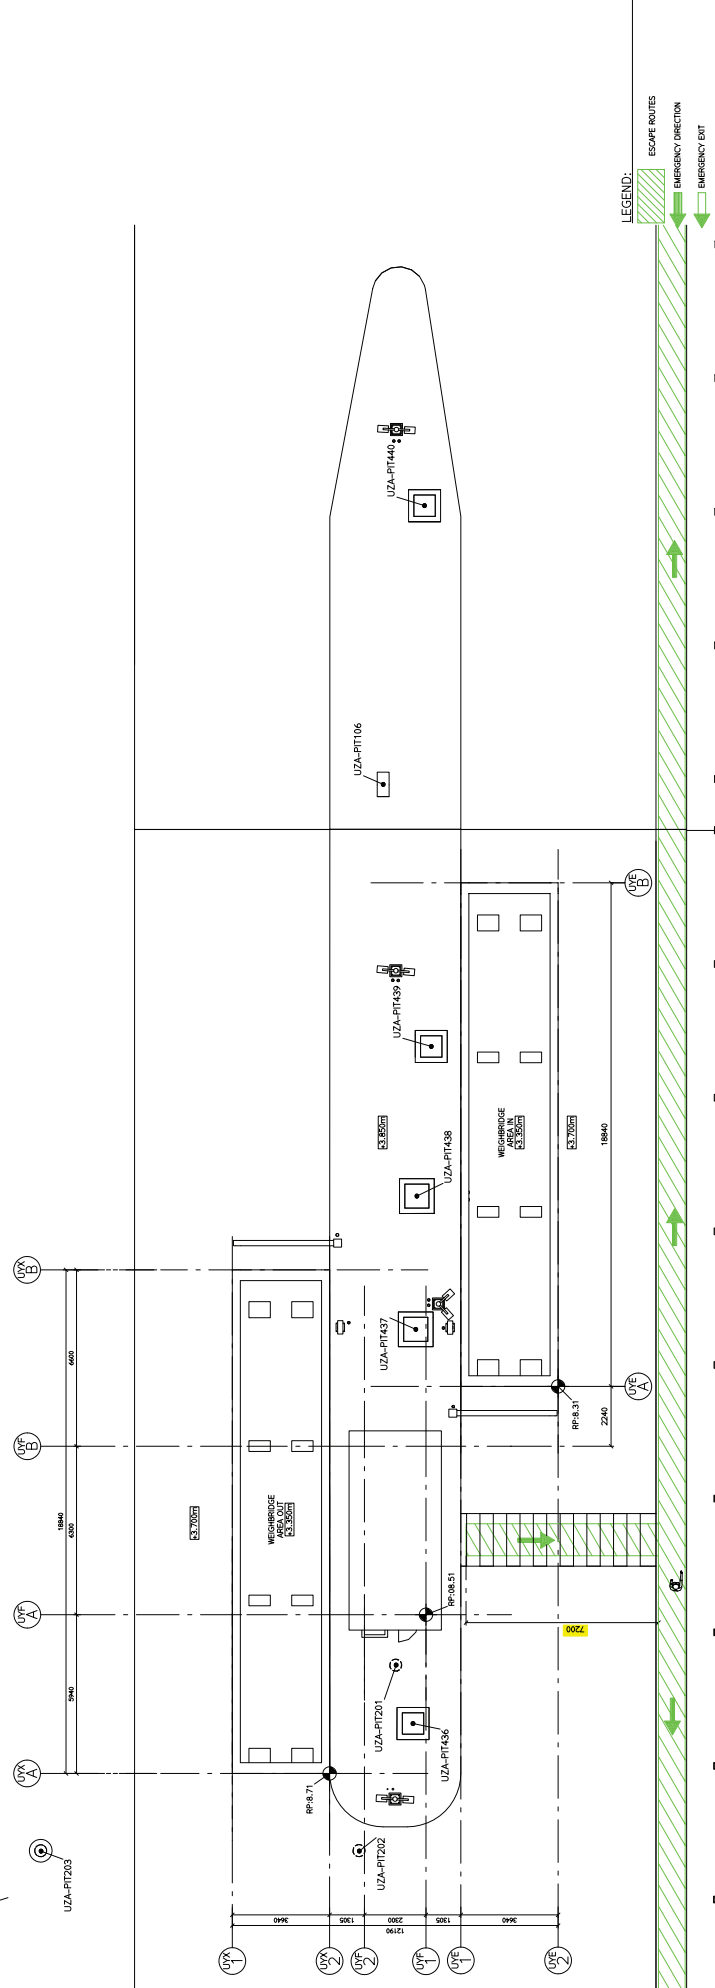 LEGEND:
ESCAPE ROUTES
EMERGENCY DIRECTION
EMERGENCY EXIT
UZA-PIT440
UZA-PIT106
UYE
B
UZA-PIT439
+3.850m
WEIGHBRIDGE
AREA IN
+3.350m
+3.700m
18840
UZA-PIT438
UYX
B
UZA-PIT437
6600
UYE
A
RP:8.31
2240
UYF
B
18840
6300
+3.700m
WEIGHBRIDGE
AREA OUT
+3.350m
RP:08.51
UYF
A
7200
5940
UZA-PIT201
UZA-PIT436
UYX
A
RP:8.71
UZA-PIT203
UZA-PIT202
3640
1305
2300
1305
3640
12190
UYX
1
UYX
2
UYF
2
UYF
1
UYE
1
UYE
2